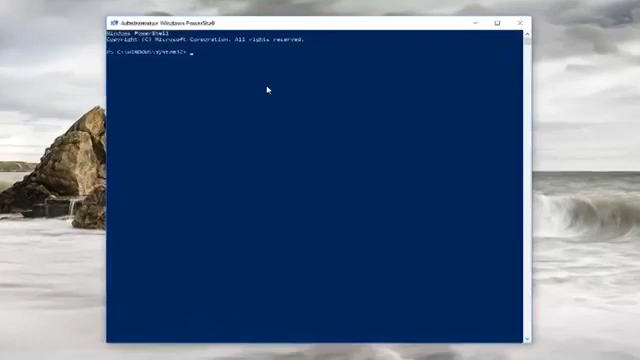 Administrator: Windows PowerShell
Windows PowerShell
Copyright (C) Microsoft Corporation. All rights reserved.
PS C:\WINDOWS\system32>